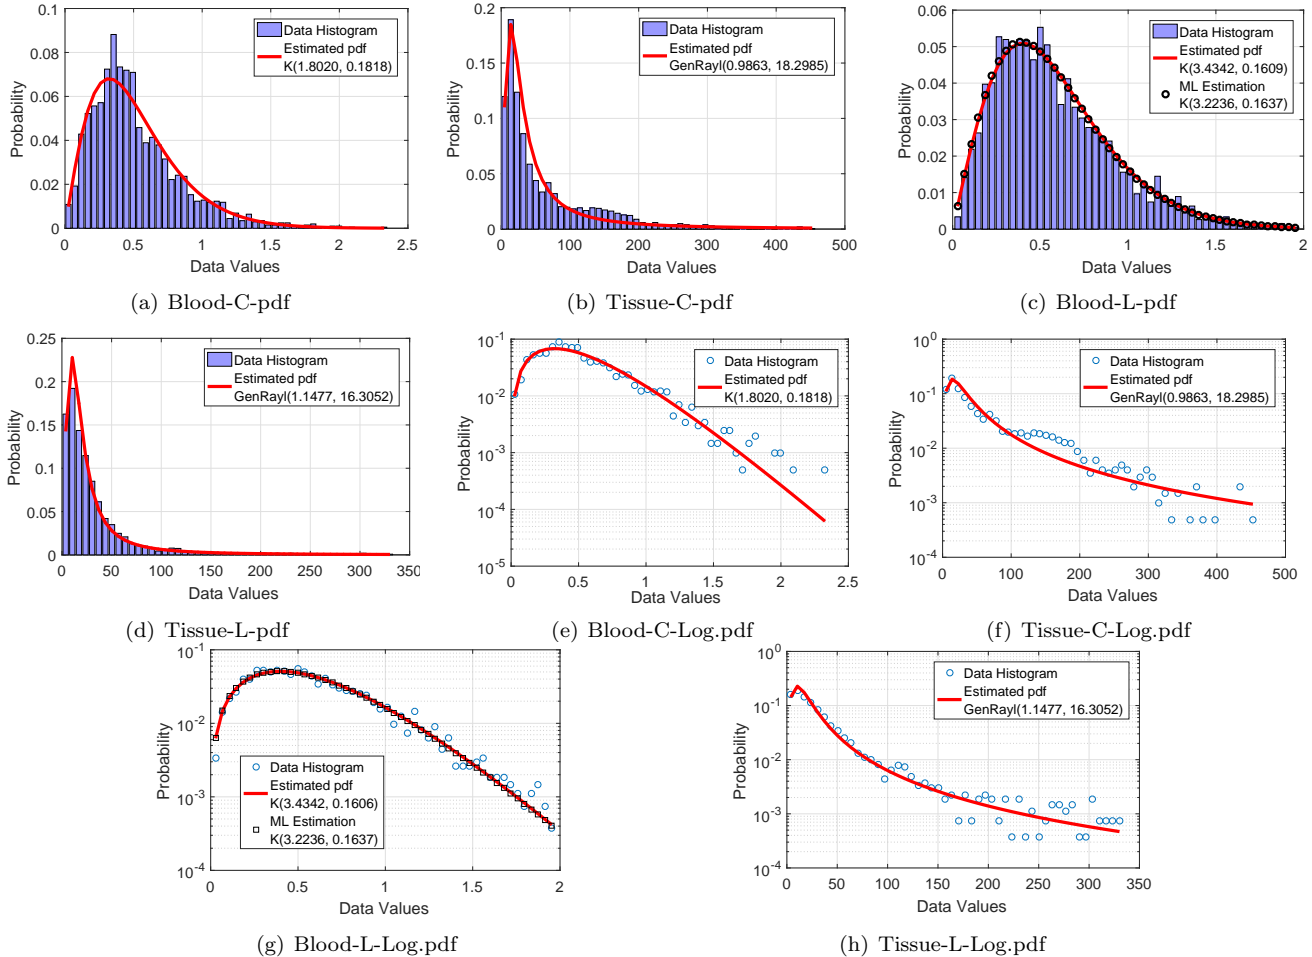 0.1
0.08
0.06
0.04
0.02
0
Probability
0
0.5
1
1.5
2
2.5
Data Values
Data Histogram
Estimated pdf
K(1.8020, 0.1818)
(a) Blood-C-pdf
0.2
0.15
0.1
0.05
0
Probability
0
100
200
300
400
500
Data Values
Data Histogram
Estimated pdf
GenRayl(0.9863, 18.2985)
(b) Tissue-C-pdf
0.06
0.05
0.04
0.03
0.02
0.01
0
Probability
0
0.5
1
1.5
2
Data Values
Data Histogram
Estimated pdf
K(3.4342, 0.1609)
ML Estimation
K(3.2236, 0.1637)
(c) Blood-L-pdf
0.25
0.2
0.15
0.1
0.05
0
Probability
0
50
100
150
200
250
300
350
Data Values
Data Histogram
Estimated pdf
GenRayl(1.1477, 16.3052)
(d) Tissue-L-pdf
10-1
10-2
10-3
10-4
10-5
Probability
0
0.5
1
1.5
2
2.5
Data Values
Data Histogram
Estimated pdf
K(1.8020, 0.1818)
(e) Blood-C-Log.pdf
100
10-1
10-2
10-3
10-4
Probability
0
100
200
300
400
500
Data Values
Data Histogram
Estimated pdf
GenRayl(0.9863, 18.2985)
(f) Tissue-C-Log.pdf
10-1
10-2
10-3
10-4
Probability
0
0.5
1
1.5
2
Data Values
Data Histogram
Estimated pdf
K(3.4342, 0.1606)
ML Estimation
K(3.2236, 0.1637)
(g) Blood-L-Log.pdf
100
10-1
10-2
10-3
10-4
Probability
0
50
100
150
200
250
300
350
Data Values
Data Histogram
Estimated pdf
GenRayl(1.1477, 16.3052)
(h) Tissue-L-Log.pdf